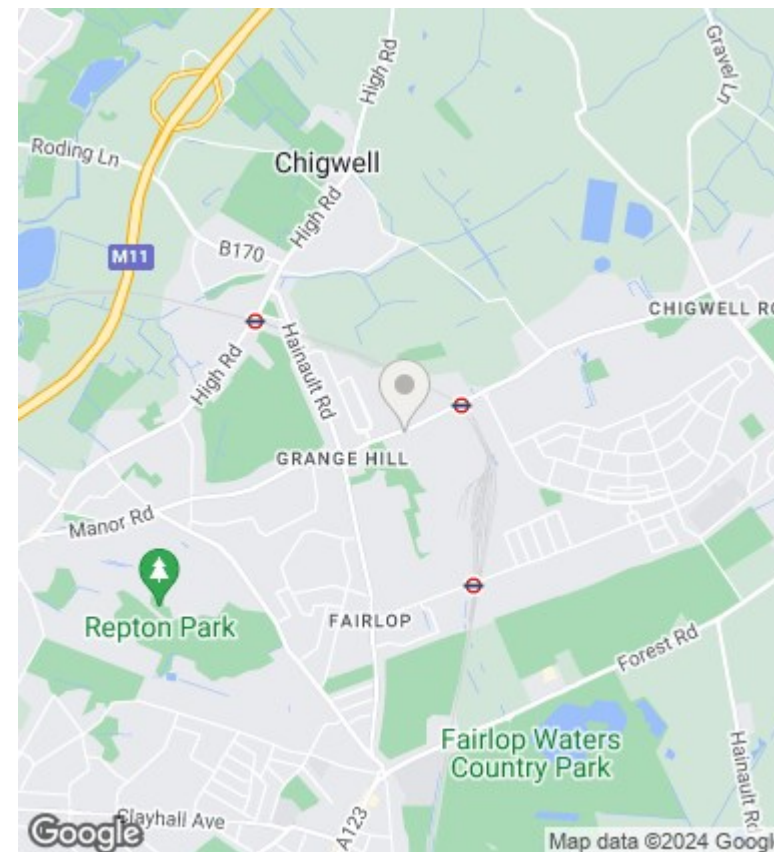 High Rd
Gravel Ln
Roding Ln
Chigwell
High Rd
B170
M11
CHIGWELL RO
High Rd
Hainault Rd
GRANGE HILL
Manor Rd
Repton Park
FAIRLOP
Forest Rd
Fairlop Waters
Country Park
Hainault Rd
Clayhall Ave
A123
Google
Map data ©2024 Googl